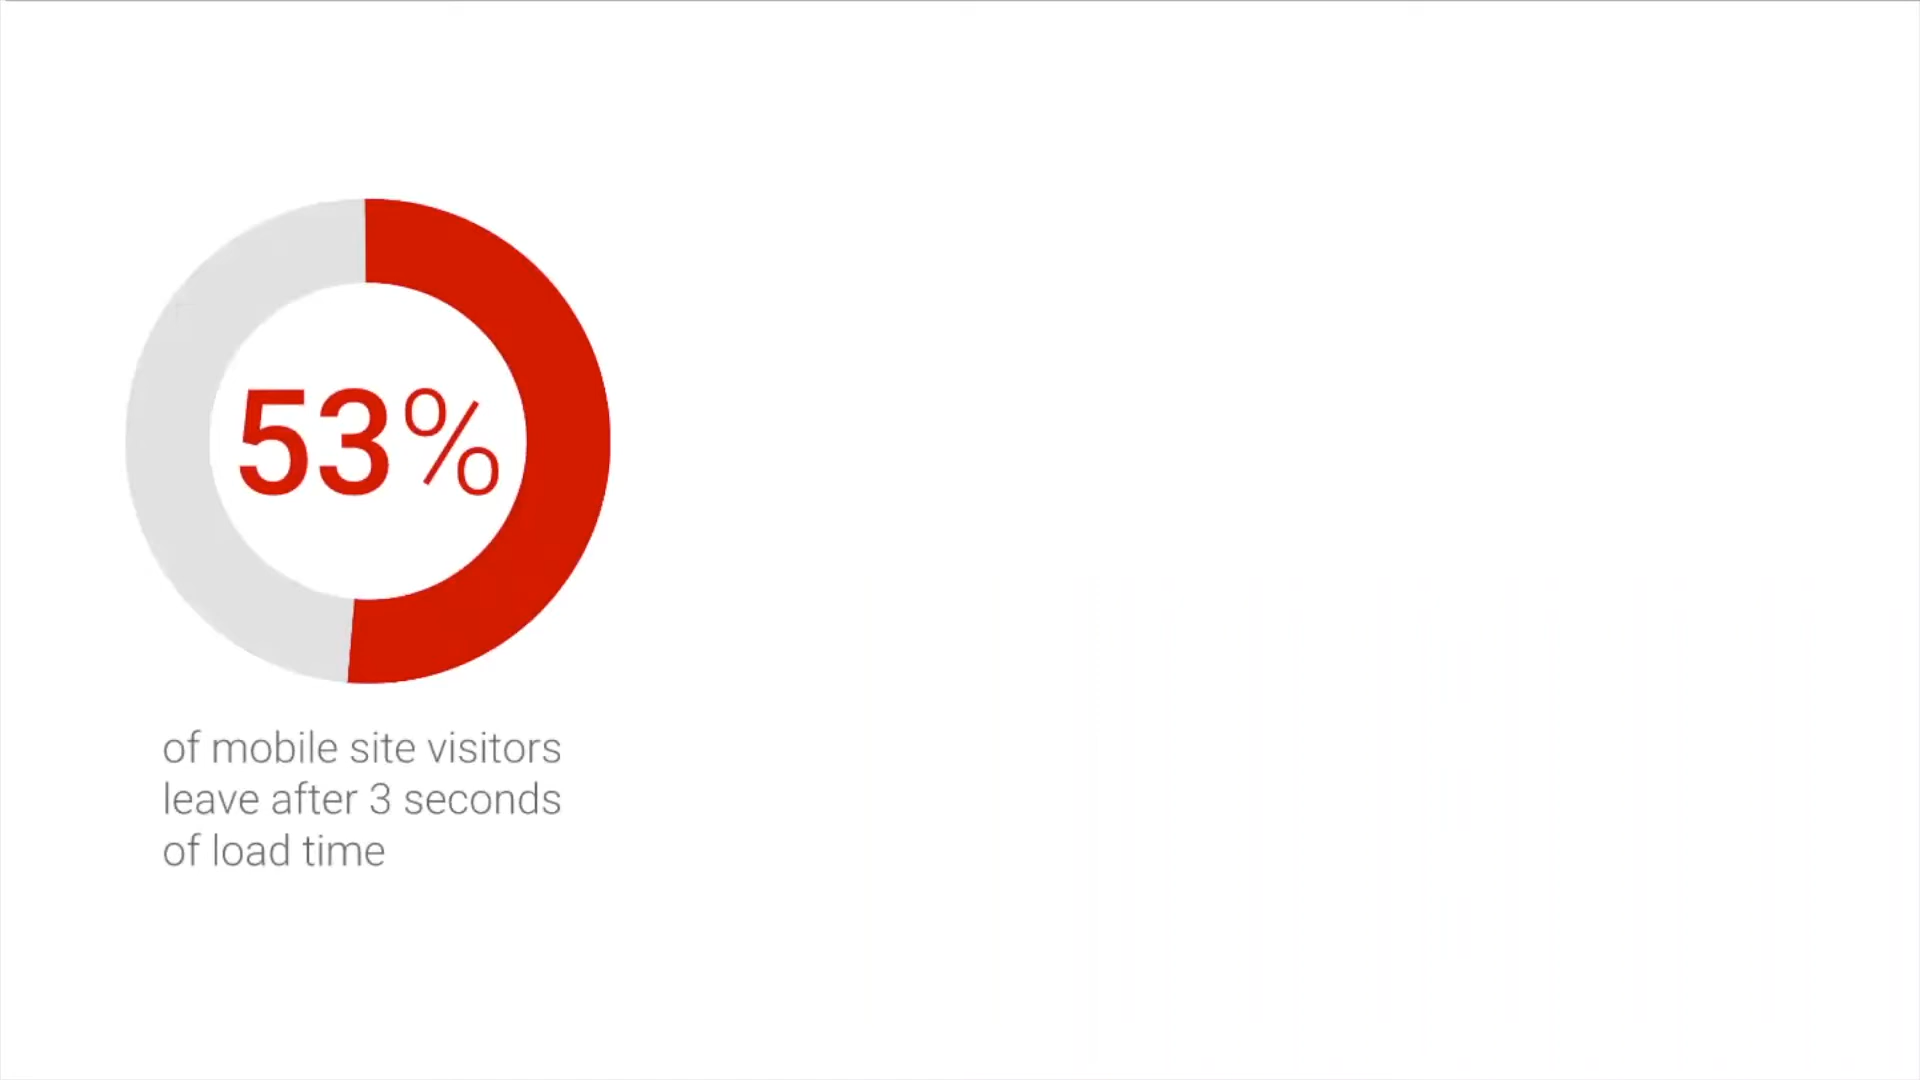 53%
of mobile site visitors
leave after 3 seconds
of load time